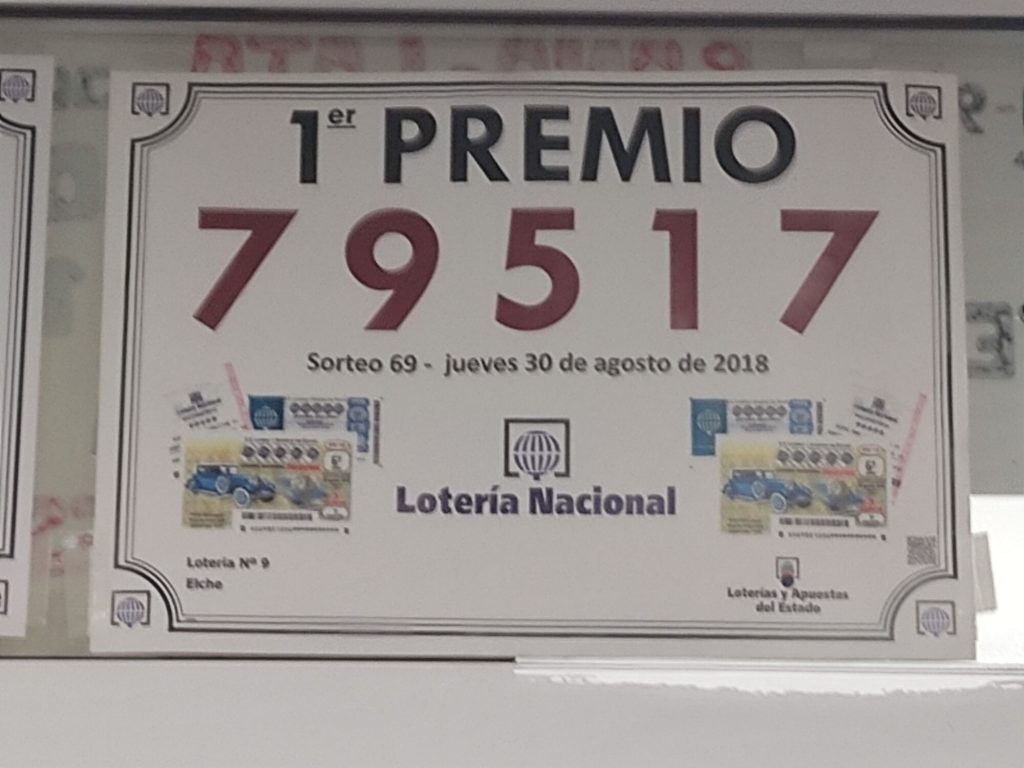 1er PREMIO
79517
Sorteo 69 - jueves 30 de agosto de 2018
Lotería Nacional
Lotería Nº 9
Elche
Loterías y Apuestas
del Estado